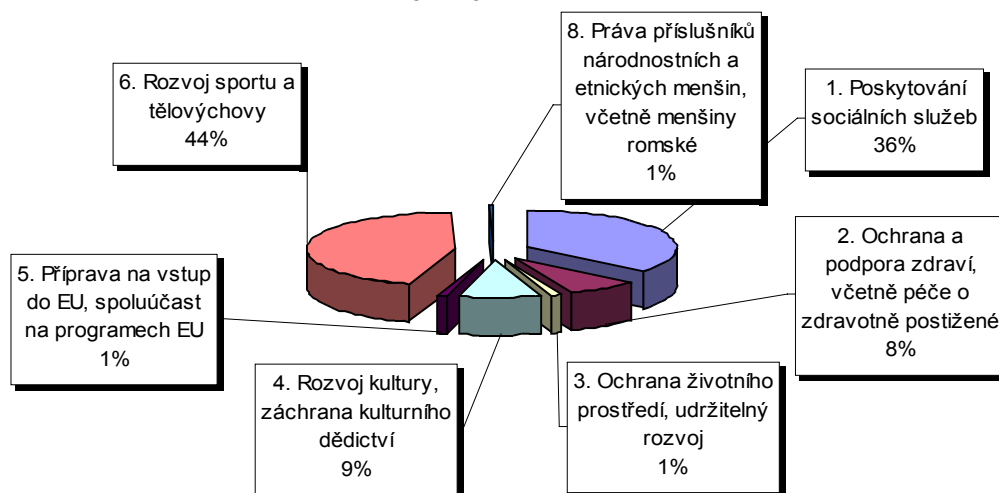 6. Rozvoj sportu a
tělovýchovy
44%
8. Práva příslušníků
národnostních a
etnických menšin,
včetně menšiny
romské
1%
1. Poskytování
sociálních služeb
36%
2. Ochrana a
podpora zdraví,
včetně péče o
zdravotně postižené
8%
3. Ochrana životního
prostředí, udržitelný
rozvoj
1%
4. Rozvoj kultury,
záchrana kulturního
dědictví
9%
5. Příprava na vstup
do EU, spoluúčast
na programech EU
1%